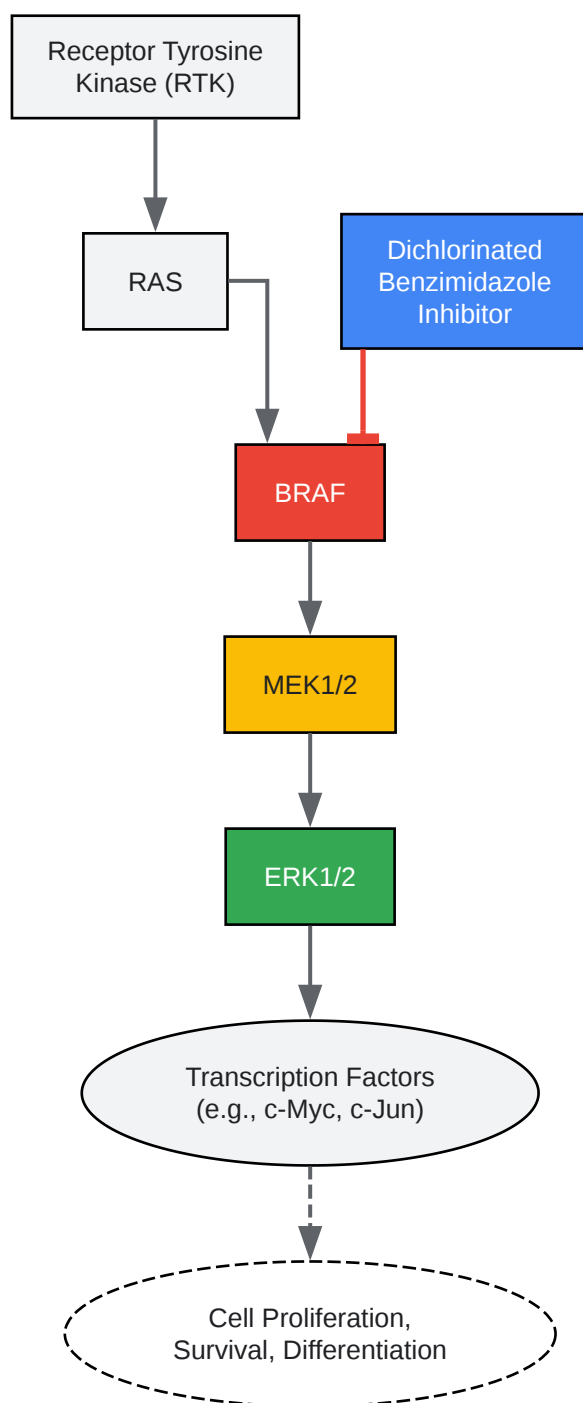 Receptor Tyrosine
Kinase (RTK)
RAS
Dichlorinated
Benzimidazole
Inhibitor
BRAF
MEK1/2
ERK1/2
Transcription Factors
(e.g., c-Myc, c-Jun)
Cell Proliferation,
Survival, Differentiation